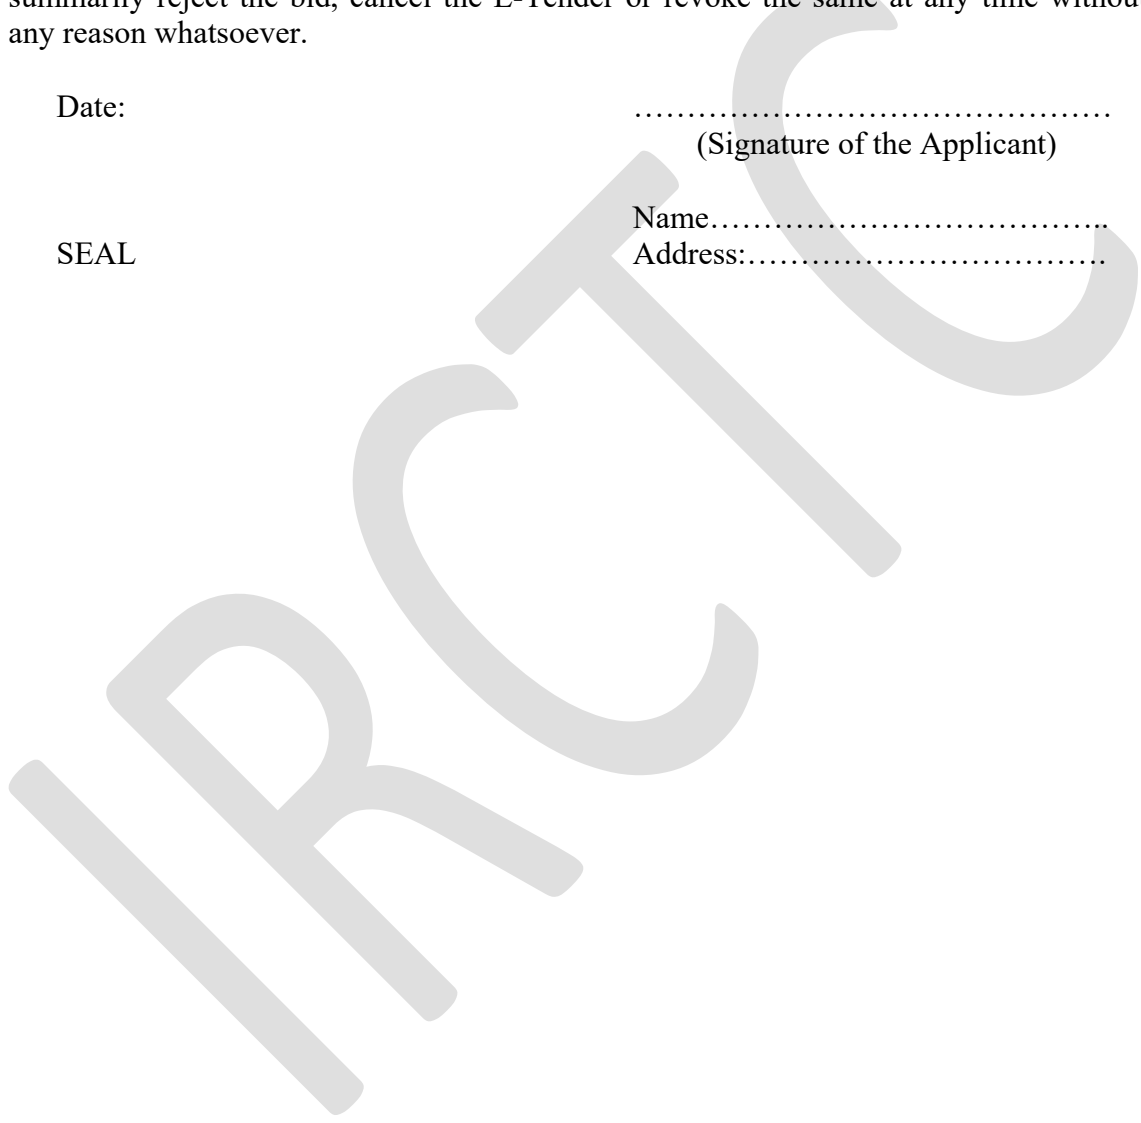 summarily reject the bid, cancel the E-Tender or revoke the same at any time withou
any reason whatsoever.
Date:
…………………………………………
(Signature of the Applicant)
Name………………………………..
SEAL
Address:…………………………….
IRCTC